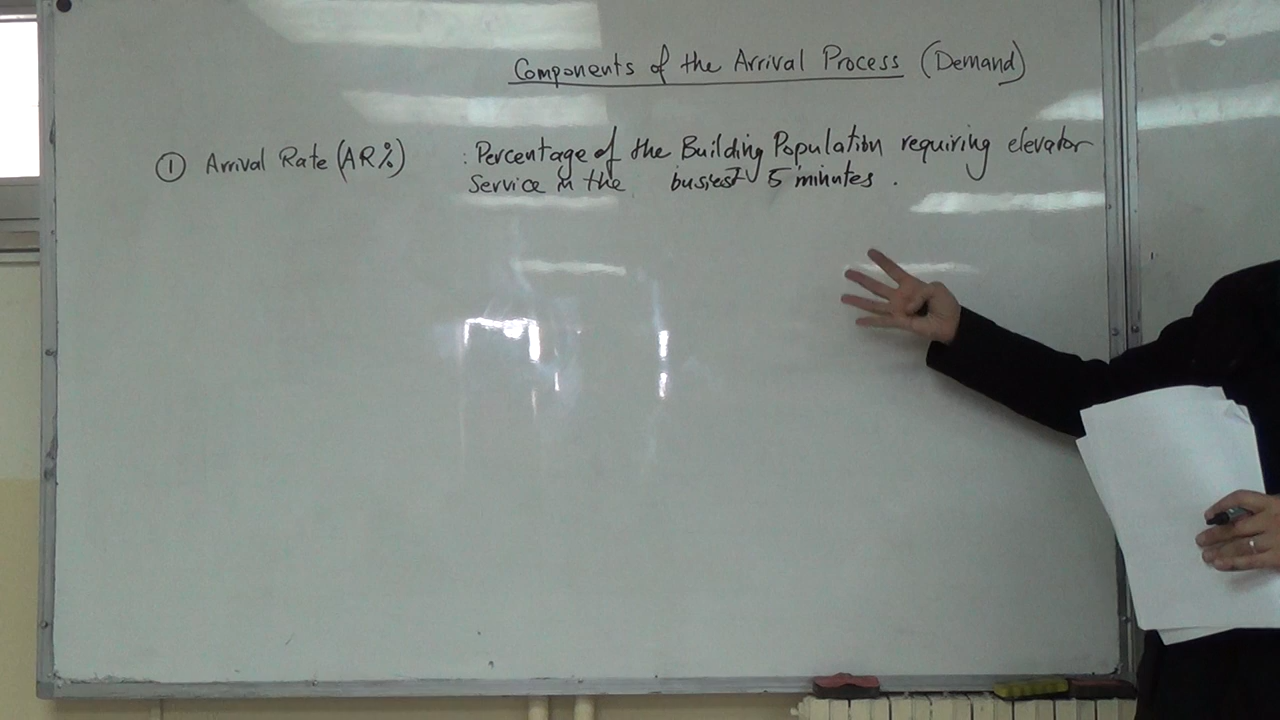 Components of the Arrival Process (Demand)
① Arrival Rate (AR%) : Percentage of the Building Population requiring elevator
Service in the busiest 5 minutes .